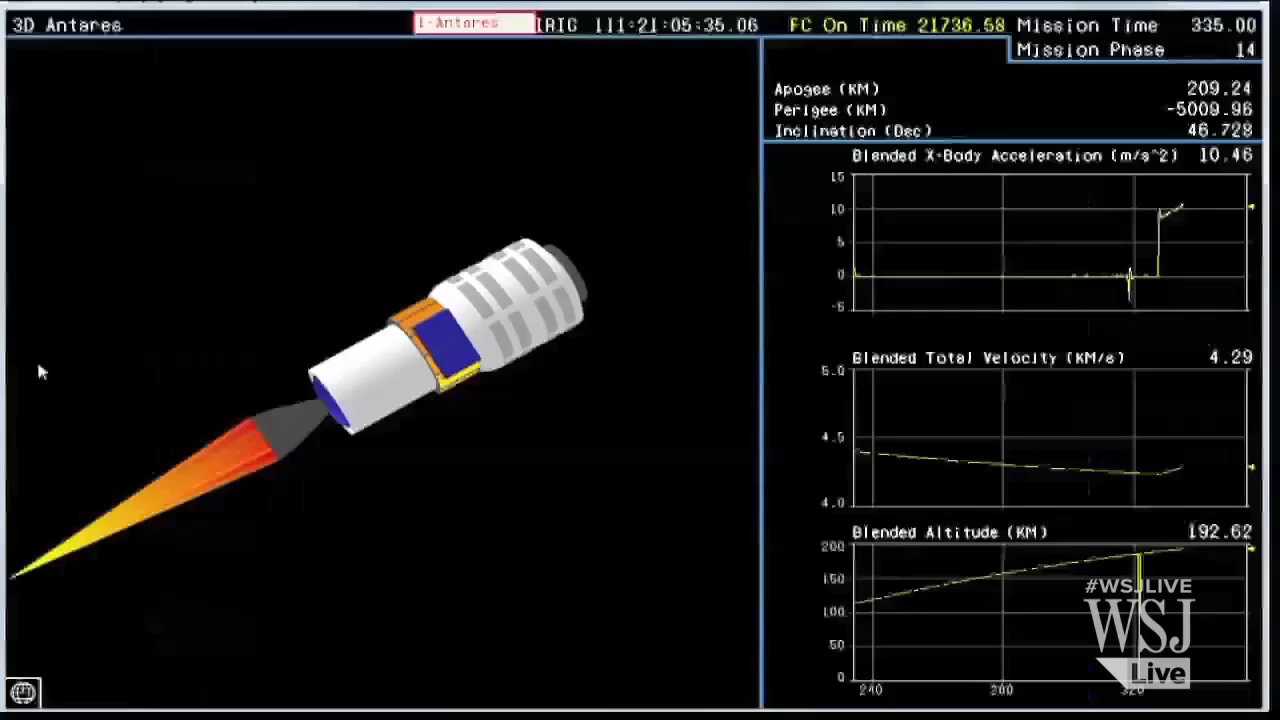 3D Antares
1-Antares
IRIG 111:21:05:35.06
FC On Time 21736.58
Mission Time 335.00
Mission Phase 14
Apogee (KM) 209.24
Perigee (KM) -5009.96
Inclination (Dec) 46.728
Blended X-Body Acceleration (m/s^2) 10.46
15
10
5
0
-5
Blended Total Velocity (KM/s) 4.29
5.0
4.5
4.0
Blended Altitude (KM) 192.62
200
150
100
50
0
240
320
#WSJLIVE
WSJ
Live